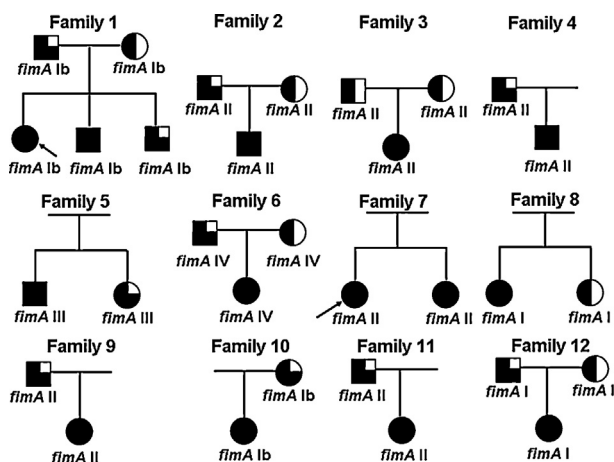 Family 1 Family 2 Family 3 Family 4
fimA Ib fimA Ib
fimA II fimA II fimA II fimA II fimA II
fimA Ib fimA Ib fimA Ib fimA II fimA II fimA II
Family 5 Family 6 Family 7 Family 8
fimA IV fimA IV
fimA III fimA III fimA IV fimA II fimA II fimA I fimA I
Family 9 Family 10 Family 11 Family 12
fimA II fimA Ib fimA II fimA I fimA I
fimA II fimA Ib fimA II fimA I